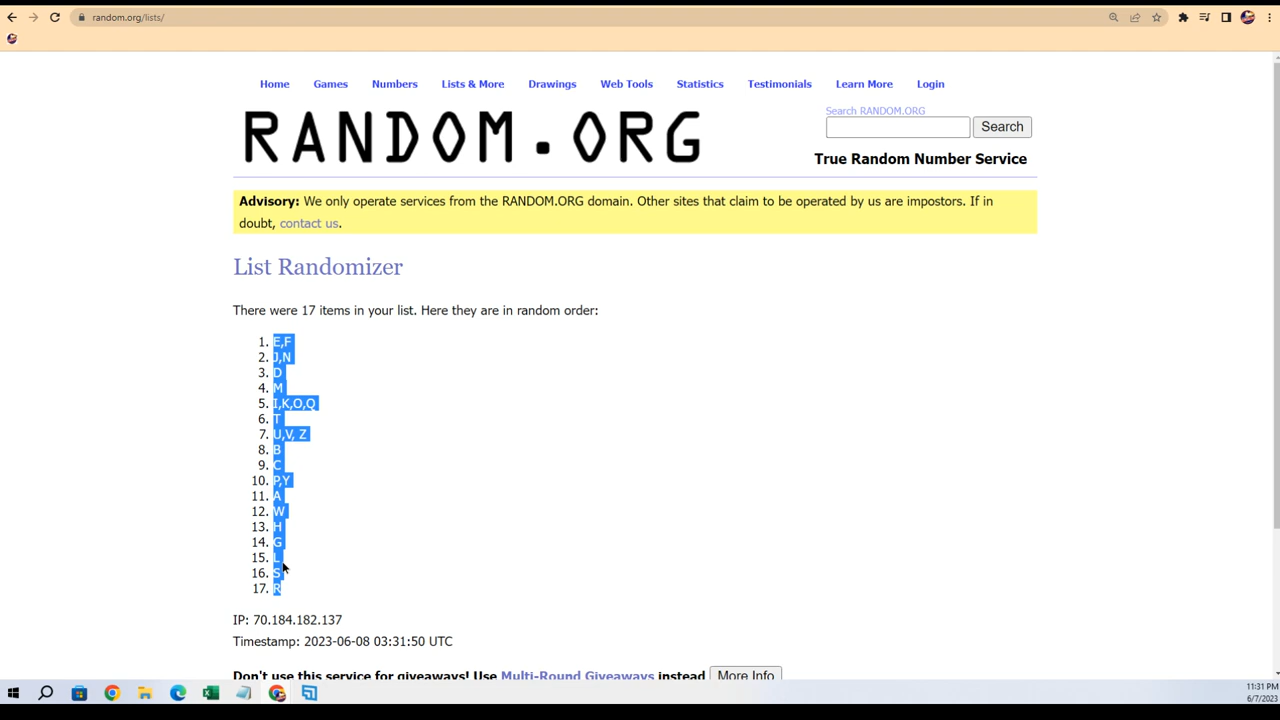 random.org/lists/
Home Games Numbers Lists & More Drawings Web Tools Statistics Testimonials Learn More Login
RANDOM.ORG
Search RANDOM.ORG
Search
True Random Number Service
Advisory: We only operate services from the RANDOM.ORG domain. Other sites that claim to be operated by us are impostors. If in
doubt, contact us.
List Randomizer
There were 17 items in your list. Here they are in random order:
1. E,F
2. J,N
3. D
4. M
5. I,K,O,Q
6. T
7. U,V, Z
8. B
9. C
10. P,Y
11. A
12. W
13. H
14. G
15. L
16. S
17. R
IP: 70.184.182.137
Timestamp: 2023-06-08 03:31:50 UTC
Don't use this service for giveaways! Use Multi-Round Giveaways instead More Info
11:31 PM
6/7/2023